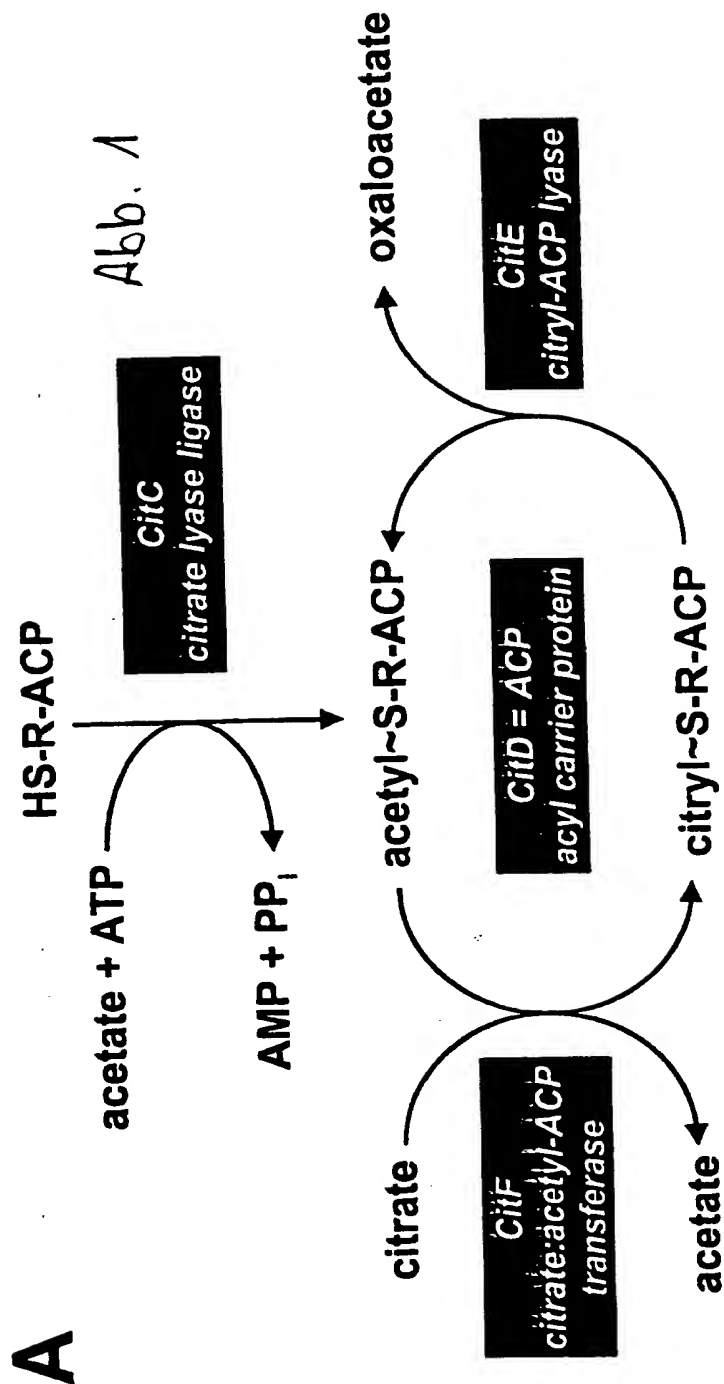 A
Abb. 1
HS-R-ACP
acetate + ATP
AMP + PPi
CitC
citrate lyase ligase
acetyl~S-R-ACP
citrate
oxaloacetate
CitF
citrate:acetyl-ACP
transferase
CitD = ACP
acyl carrier protein
CitE
citryl-ACP lyase
acetate
citryl~S-R-ACP